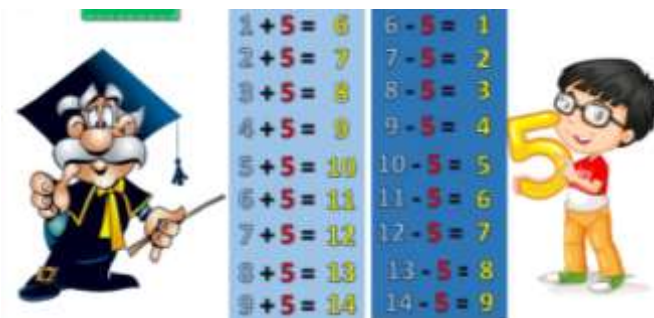 1 + 5 = 6
2 + 5 = 7
3 + 5 = 8
4 + 5 = 9
5 + 5 = 10
6 + 5 = 11
7 + 5 = 12
8 + 5 = 13
9 + 5 = 14
6 - 5 = 1
7 - 5 = 2
8 - 5 = 3
9 - 5 = 4
10 - 5 = 5
11 - 5 = 6
12 - 5 = 7
13 - 5 = 8
14 - 5 = 9
5